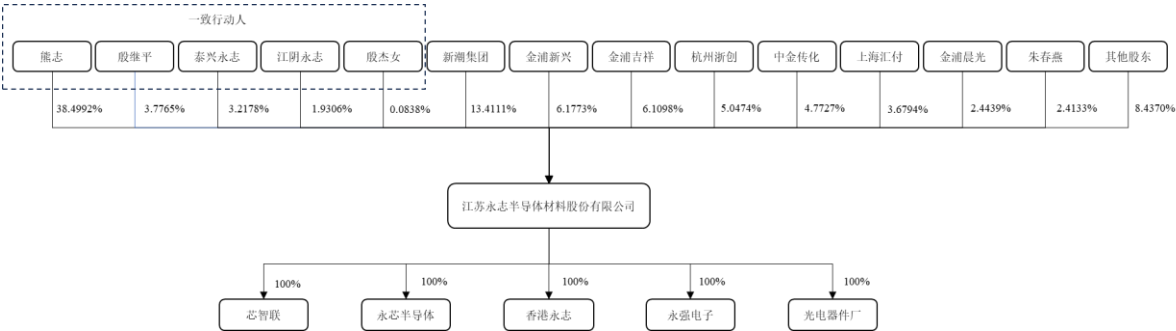 一致行动人
熊志
殷继平
泰兴永志
江阴永志
殷杰女
新潮集团
金浦新兴
金浦吉祥
杭州浙创
中金传化
上海汇付
金浦晨光
朱春燕
其他股东
38.4992%
3.7765%
3.2178%
1.9306%
0.0838%
13.4111%
6.1773%
6.1098%
5.0474%
4.7727%
3.6794%
2.4439%
2.4133%
8.4370%
江苏永志半导体材料股份有限公司
100%
100%
100%
100%
100%
芯智联
永芯半导体
香港永志
永强电子
光电器件厂